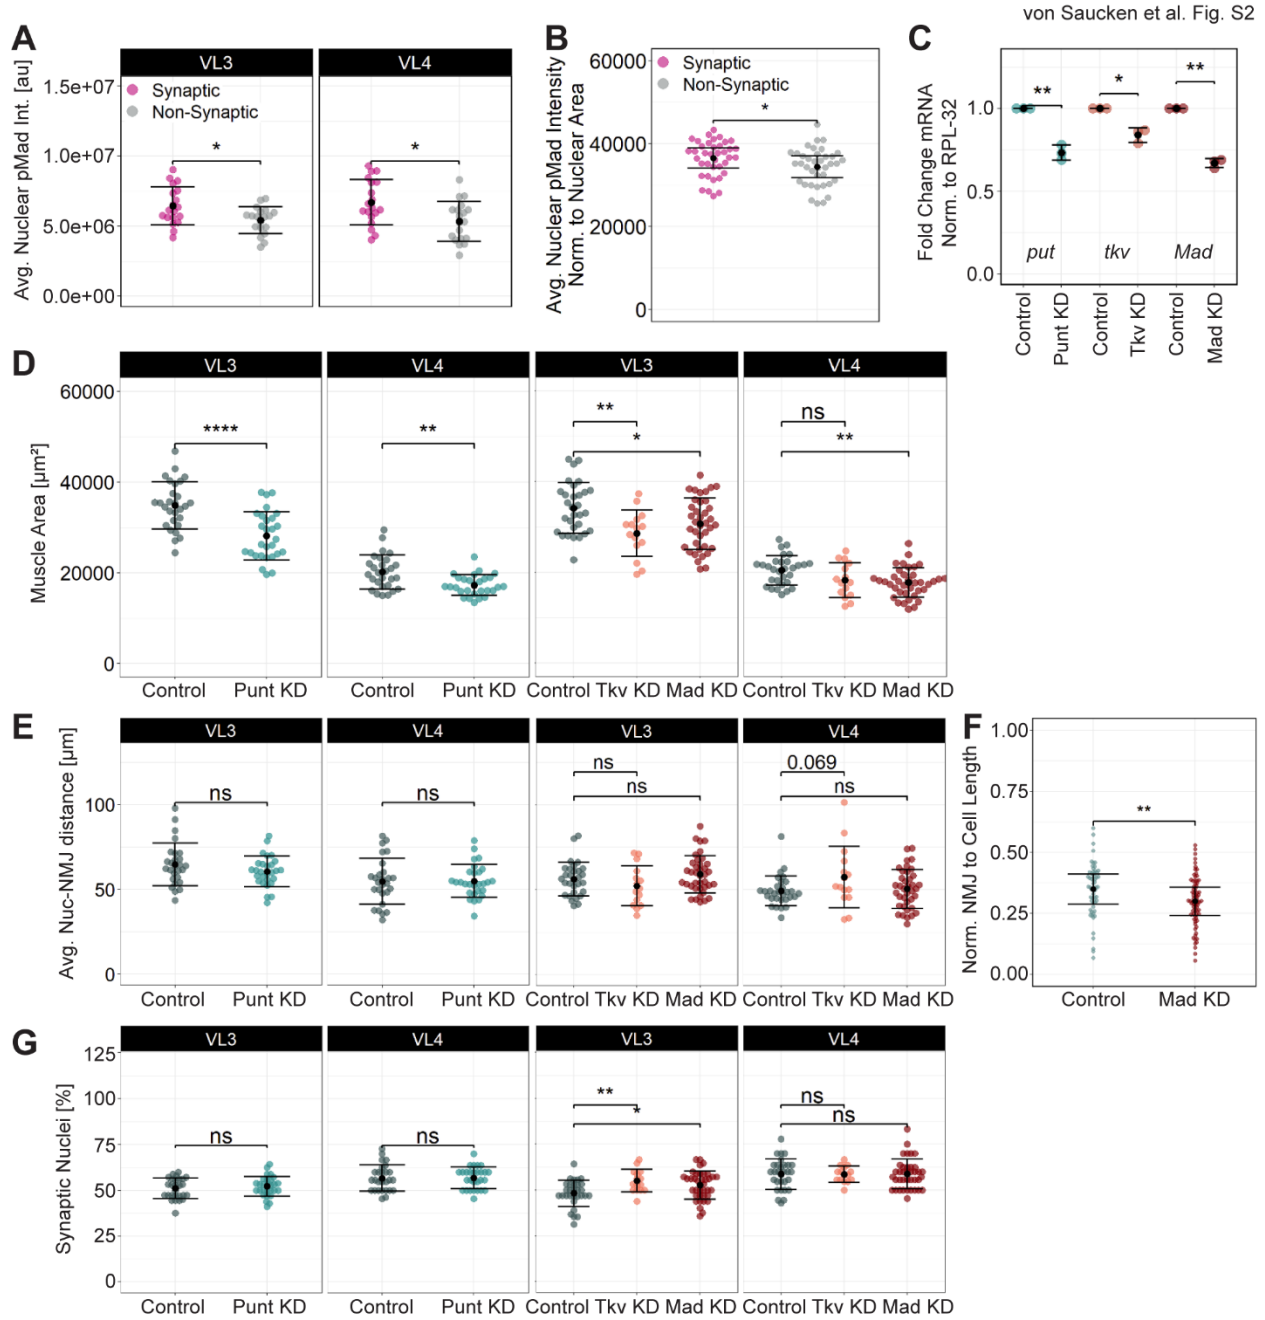 von Saucken et al. Fig. S2
A
VL3
VL4
Avg. Nuclear pMad Int. [au]
1.5e+07
1.0e+07
5.0e+06
0.0e+00
Synaptic
Non-Synaptic
*
*
B
Avg. Nuclear pMad Intensity
Norm. to Nuclear Area
60000
40000
20000
0
Synaptic
Non-Synaptic
*
C
Fold Change mRNA
Norm. to RPL-32
1.0
0.5
0.0
**
*
**
put
tkv
Mad
Control
Punt KD
Control
Tkv KD
Control
Mad KD
D
VL3
VL4
VL3
VL4
Muscle Area [µm²]
60000
40000
20000
0
****
**
**
*
ns
**
Control Punt KD
Control Punt KD
Control Tkv KD Mad KD
Control Tkv KD Mad KD
E
VL3
VL4
VL3
VL4
Avg. Nuc-NMJ distance [µm]
100
50
0
ns
ns
ns
ns
0.069
ns
Control Punt KD
Control Punt KD
Control Tkv KD Mad KD
Control Tkv KD Mad KD
F
Norm. NMJ to Cell Length
1.00
0.75
0.50
0.25
0.00
**
Control Mad KD
G
VL3
VL4
VL3
VL4
Synaptic Nuclei [%]
125
100
75
50
25
0
ns
ns
**
*
ns
ns
Control Punt KD
Control Punt KD
Control Tkv KD Mad KD
Control Tkv KD Mad KD